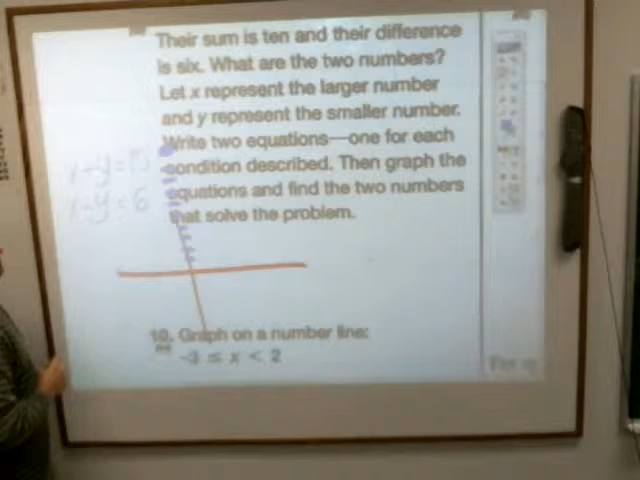 Their sum is ten and their difference
is six. What are the two numbers?
Let x represent the larger number
and y represent the smaller number.
Write two equations—one for each
condition described. Then graph the
equations and find the two numbers
that solve the problem.
x+y=10
x-y=6
10. Graph on a number line:
-3 ≤ x < 2